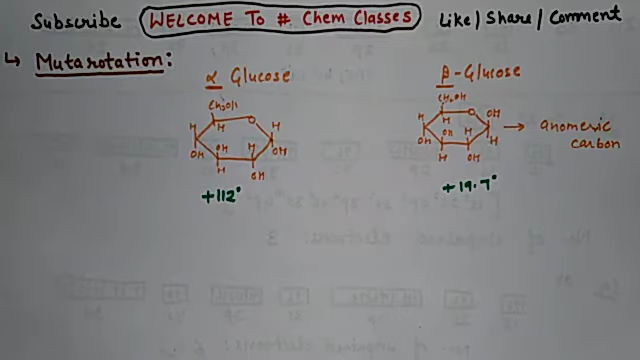 Subscribe WELCOME TO # Chem Classes Like / Share / Comment
↳ Mutarotation:
α Glucose
β-Glucose
CH₂OH
O
H H H
OH OH H OH
H OH
CH₂OH
O OH
H H
OH OH H H
H OH
→ anomeric carbon
+112°
+19.7°